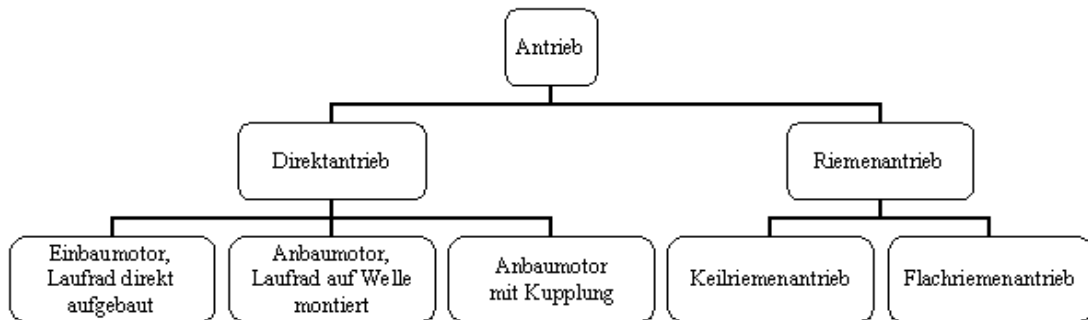 Antrieb
Direktantrieb
Riemenantrieb
Einbaumotor,
Laufrad direkt
aufgebaut
Anbaumotor,
Laufrad auf Welle
montiert
Anbaumotor
mit Kupplung
Keilriemenantrieb
Flachriemenantrieb